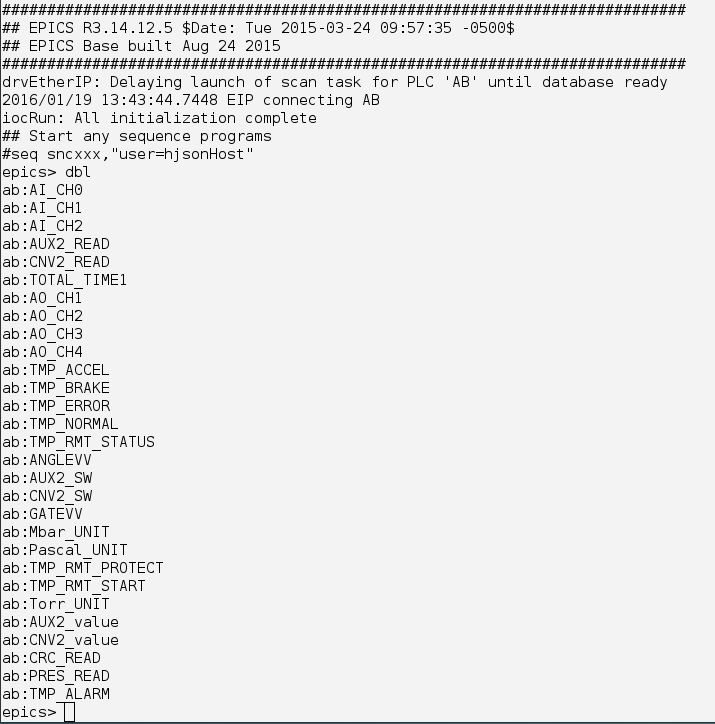 ############################################################################
## EPICS R3.14.12.5 $Date: Tue 2015-03-24 09:57:35 -0500$
## EPICS Base built Aug 24 2015
############################################################################
drvEtherIP: Delaying launch of scan task for PLC 'AB' until database ready
2016/01/19 13:43:44.7448 EIP connecting AB
iocRun: All initialization complete
## Start any sequence programs
#seq sncxxx,"user=hjsonHost"
epics> dbl
ab:AI_CH0
ab:AI_CH1
ab:AI_CH2
ab:AUX2_READ
ab:CNV2_READ
ab:TOTAL_TIME1
ab:AO_CH1
ab:AO_CH2
ab:AO_CH3
ab:AO_CH4
ab:TMP_ACCEL
ab:TMP_BRAKE
ab:TMP_ERROR
ab:TMP_NORMAL
ab:TMP_RMT_STATUS
ab:ANGLEVV
ab:AUX2_SW
ab:CNV2_SW
ab:GATEVV
ab:Mbar_UNIT
ab:Pascal_UNIT
ab:TMP_RMT_PROTECT
ab:TMP_RMT_START
ab:Torr_UNIT
ab:AUX2_value
ab:CNV2_value
ab:CRC_READ
ab:PRES_READ
ab:TMP_ALARM
epics>